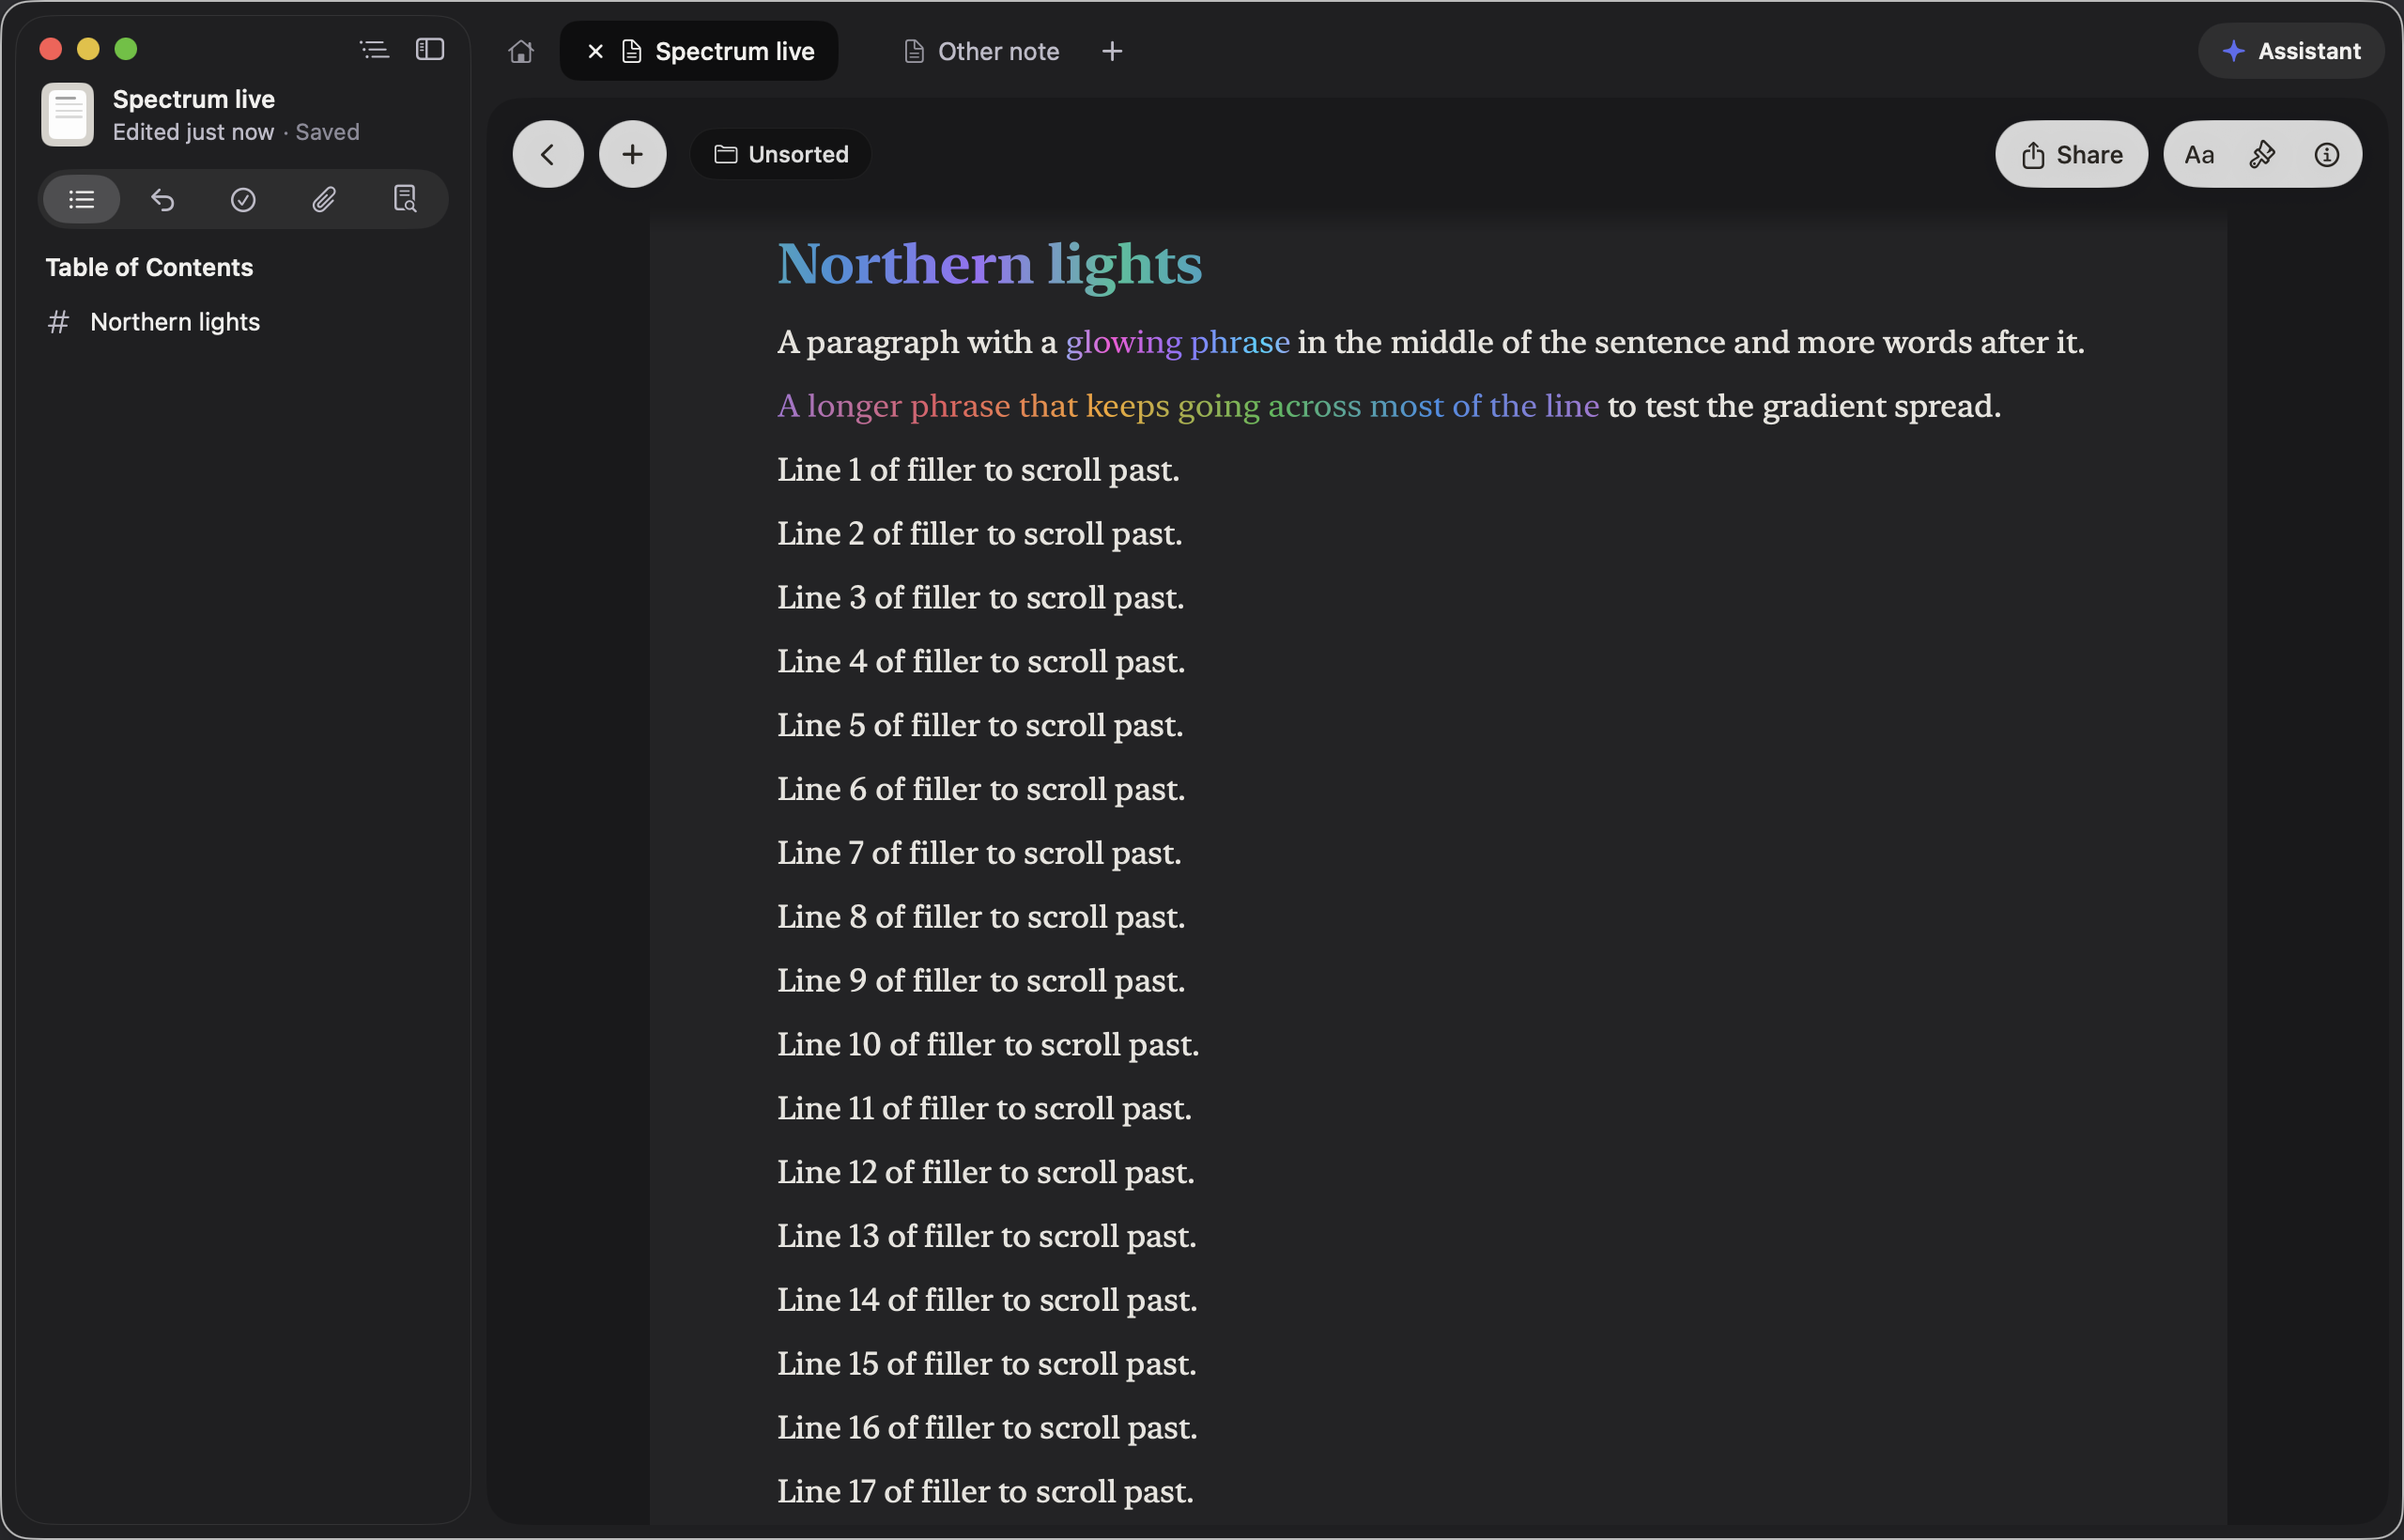 Spectrum live
Edited just now · Saved
Table of Contents
# Northern lights
Spectrum live
Other note
Assistant
Unsorted
Share
Aa
Northern lights
A paragraph with a glowing phrase in the middle of the sentence and more words after it.
A longer phrase that keeps going across most of the line to test the gradient spread.
Line 1 of filler to scroll past.
Line 2 of filler to scroll past.
Line 3 of filler to scroll past.
Line 4 of filler to scroll past.
Line 5 of filler to scroll past.
Line 6 of filler to scroll past.
Line 7 of filler to scroll past.
Line 8 of filler to scroll past.
Line 9 of filler to scroll past.
Line 10 of filler to scroll past.
Line 11 of filler to scroll past.
Line 12 of filler to scroll past.
Line 13 of filler to scroll past.
Line 14 of filler to scroll past.
Line 15 of filler to scroll past.
Line 16 of filler to scroll past.
Line 17 of filler to scroll past.